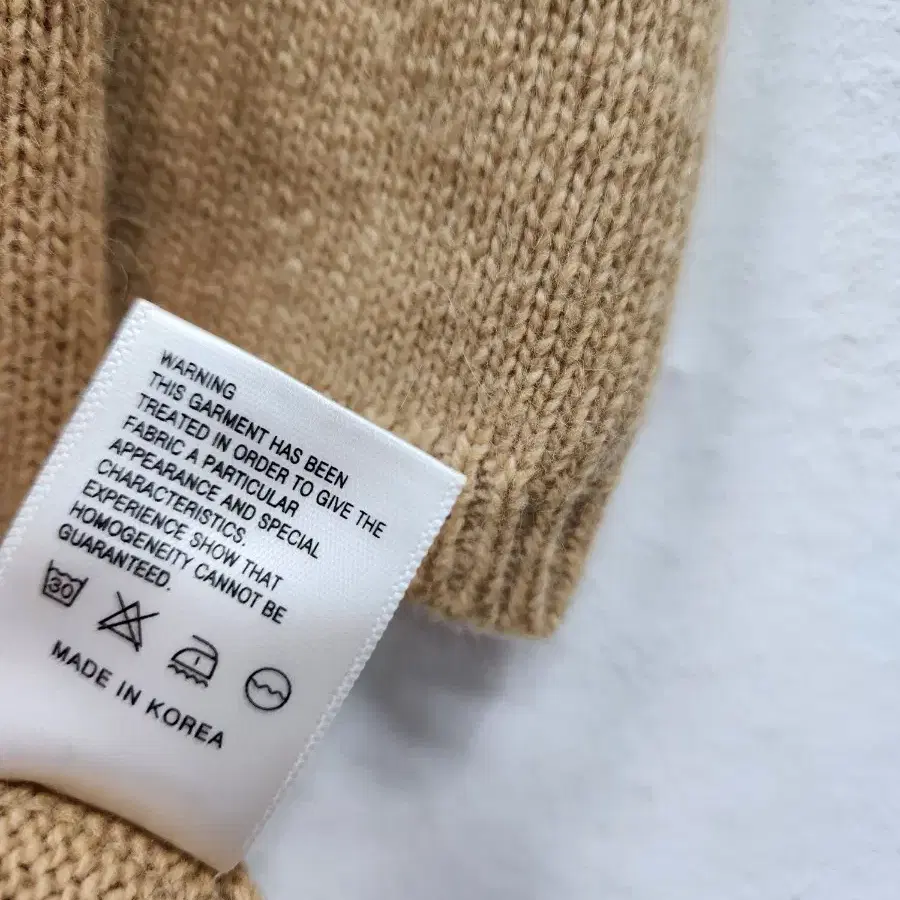 WARNING
THIS GARMENT HAS BEEN
TREATED IN ORDER TO GIVE THE
FABRIC A PARTICULAR
APPEARANCE AND SPECIAL
CHARACTERISTICS.
EXPERIENCE SHOW THAT
HOMOGENEITY CANNOT BE
GUARANTEED.
30
MADE IN KOREA